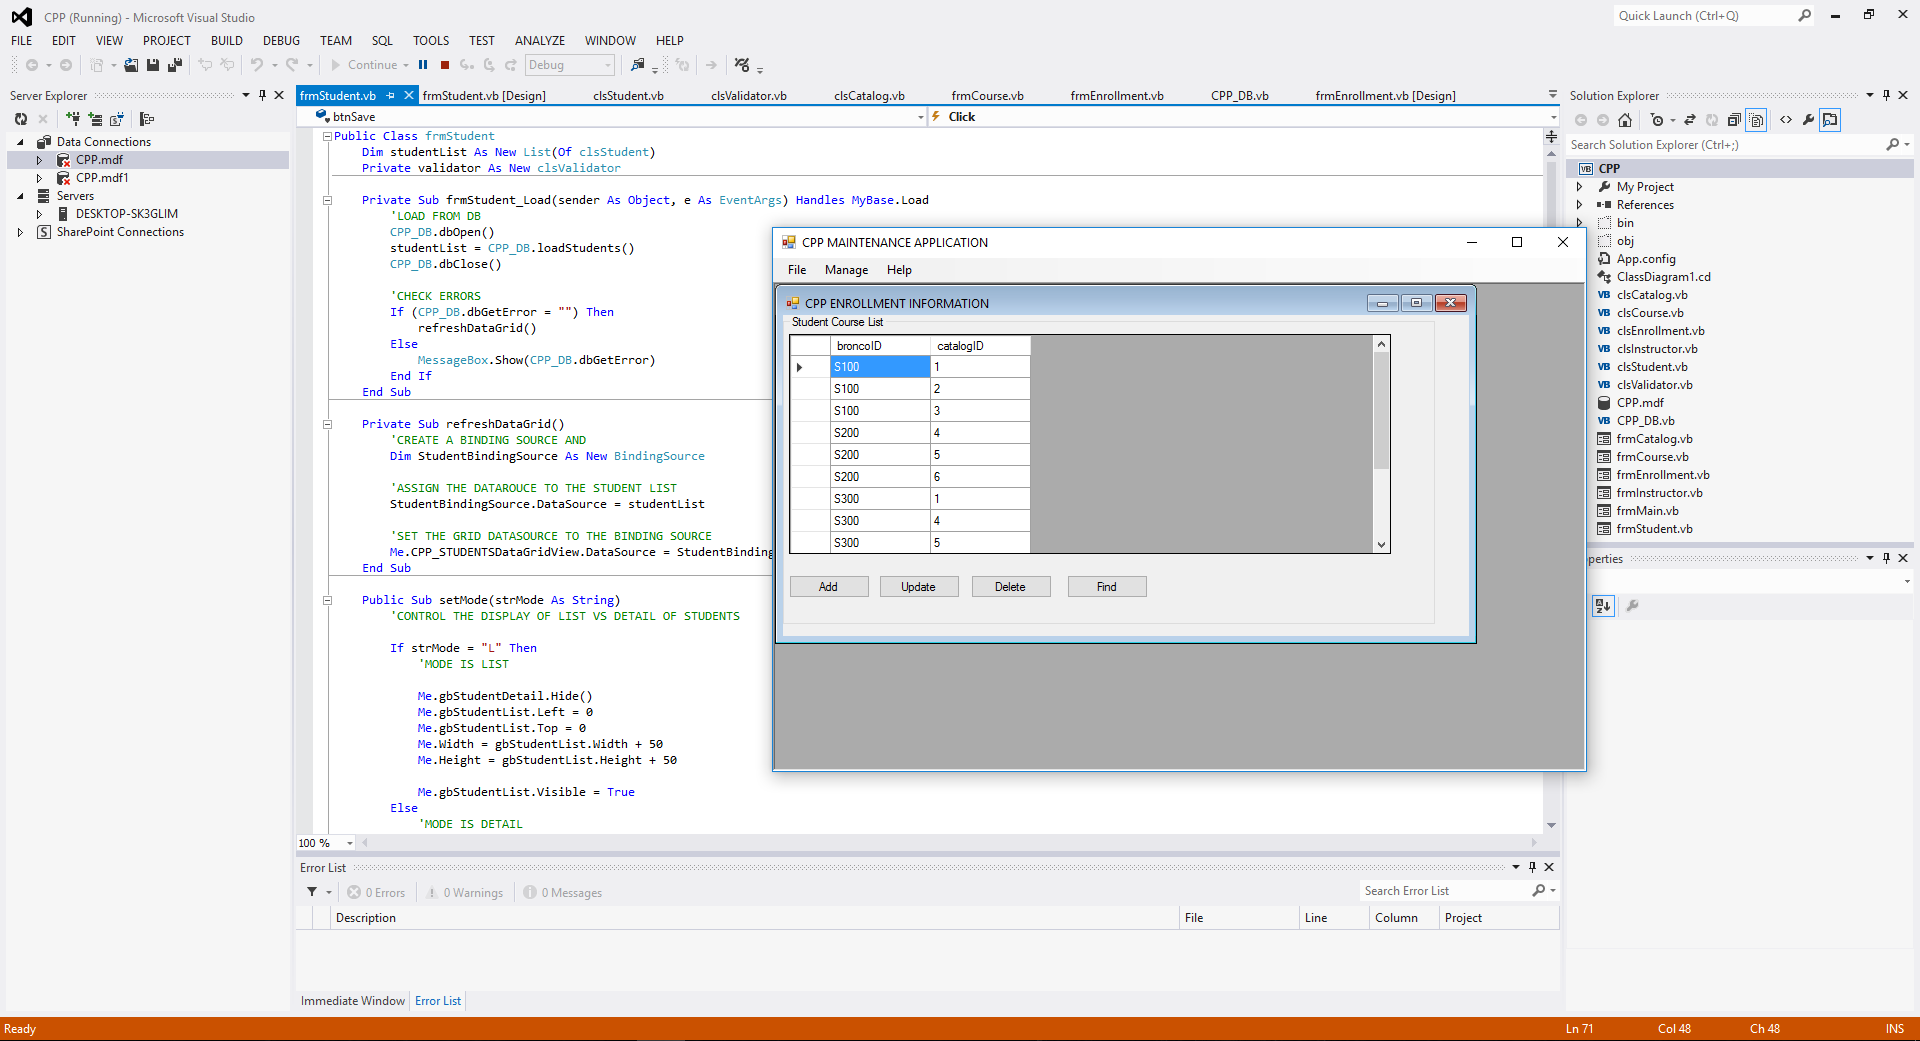 CPP (Running) - Microsoft Visual Studio
Quick Launch (Ctrl+Q)
FILE EDIT VIEW PROJECT BUILD DEBUG TEAM SQL TOOLS TEST ANALYZE WINDOW HELP
Continue
Debug
Server Explorer
Data Connections
CPP.mdf
CPP.mdf1
Servers
DESKTOP-SK3GLIM
SharePoint Connections
frmStudent.vb
frmStudent.vb [Design]
clsStudent.vb
clsValidator.vb
clsCatalog.vb
frmCourse.vb
frmEnrollment.vb
CPP_DB.vb
frmEnrollment.vb [Design]
btnSave
Click
Public Class frmStudent
Dim studentList As New List(Of clsStudent)
Private validator As New clsValidator
Private Sub frmStudent_Load(sender As Object, e As EventArgs) Handles MyBase.Load
'LOAD FROM DB
CPP_DB.dbOpen()
studentList = CPP_DB.loadStudents()
CPP_DB.dbClose()
'CHECK ERRORS
If (CPP_DB.dbGetError = "") Then
refreshDataGrid()
Else
MessageBox.Show(CPP_DB.dbGetError)
End If
End Sub
Private Sub refreshDataGrid()
'CREATE A BINDING SOURCE AND
Dim StudentBindingSource As New BindingSource
'ASSIGN THE DATAROUCE TO THE STUDENT LIST
StudentBindingSource.DataSource = studentList
'SET THE GRID DATASOURCE TO THE BINDING SOURCE
Me.CPP_STUDENTSDataGridView.DataSource = StudentBinding
End Sub
Public Sub setMode(strMode As String)
'CONTROL THE DISPLAY OF LIST VS DETAIL OF STUDENTS
If strMode = "L" Then
'MODE IS LIST
Me.gbStudentDetail.Hide()
Me.gbStudentList.Left = 0
Me.gbStudentList.Top = 0
Me.Width = gbStudentList.Width + 50
Me.Height = gbStudentList.Height + 50
Me.gbStudentList.Visible = True
Else
'MODE IS DETAIL
100 %
CPP MAINTENANCE APPLICATION
File Manage Help
CPP ENROLLMENT INFORMATION
Student Course List
broncoID catalogID
S100 1
S100 2
S100 3
S200 4
S200 5
S200 6
S300 1
S300 4
S300 5
Add Update Delete Find
Solution Explorer
Search Solution Explorer (Ctrl+;)
CPP
My Project
References
bin
obj
App.config
ClassDiagram1.cd
clsCatalog.vb
clsCourse.vb
clsEnrollment.vb
clsInstructor.vb
clsStudent.vb
clsValidator.vb
CPP.mdf
CPP_DB.vb
frmCatalog.vb
frmCourse.vb
frmEnrollment.vb
frmInstructor.vb
frmMain.vb
frmStudent.vb
perties
Error List
0 Errors 0 Warnings 0 Messages
Search Error List
Description File Line Column Project
Immediate Window Error List
Ready Ln 71 Col 48 Ch 48 INS